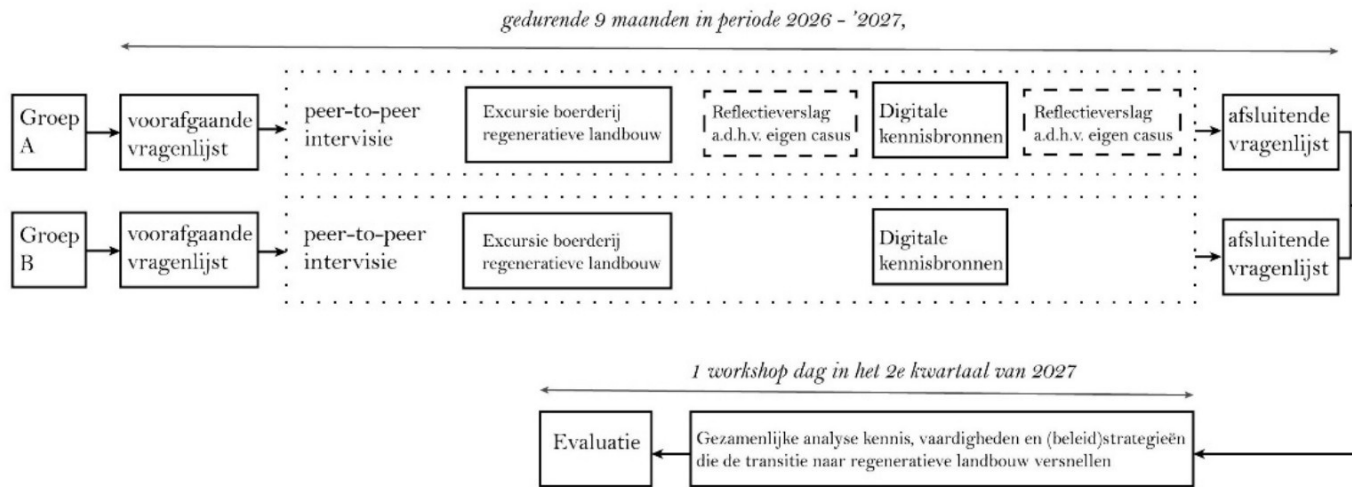 gedurende 9 maanden in periode 2026 - '2027,
Groep
A
voorafgaande
vragenlijst
peer-to-peer
intervisie
Excursie boerderij
regeneratieve landbouw
Reflectieverslag
a.d.h.v. eigen casus
Digitale
kennisbronnen
Reflectieverslag
a.d.h.v. eigen casus
afsluitende
vragenlijst
Groep
B
voorafgaande
vragenlijst
peer-to-peer
intervisie
Excursie boerderij
regeneratieve landbouw
Digitale
kennisbronnen
afsluitende
vragenlijst
1 workshop dag in het 2e kwartaal van 2027
Evaluatie
Gezamenlijke analyse kennis, vaardigheden en (beleid)strategieën
die de transitie naar regeneratieve landbouw versnellen